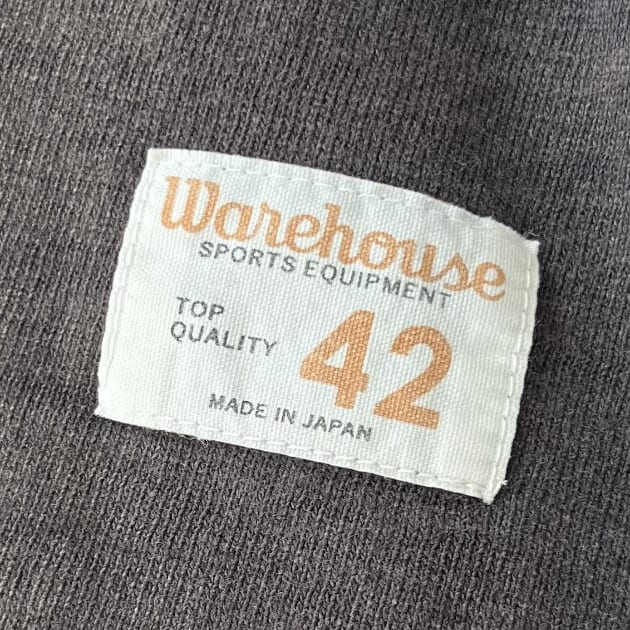 Warehouse
SPORTS EQUIPMENT
TOP
QUALITY
42
MADE IN JAPAN